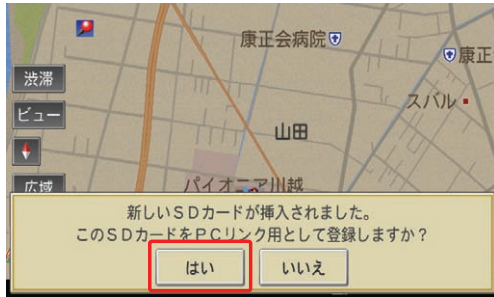 康正会病院
康正
渋滞
スバル
ビュー
山田
広域
パイオニア川越
新しいSDカードが挿入されました。
このSDカードをPCリンク用として登録しますか?
はい
いいえ